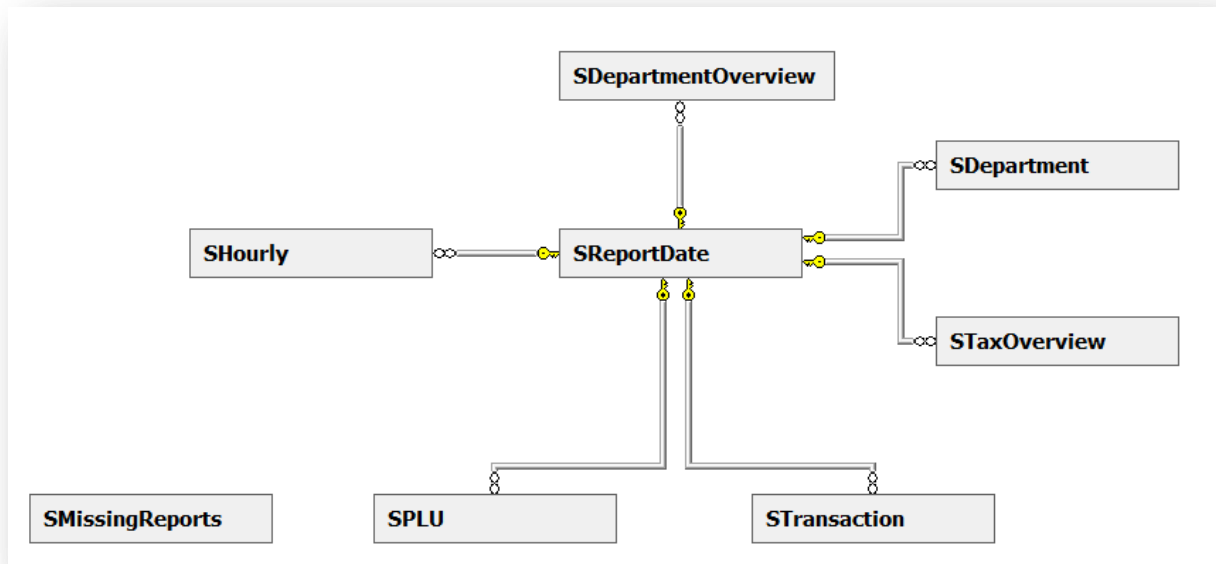 SDepartmentOverview
SDepartment
SHourly
SReportDate
STaxOverview
SMissingReports
SPLU
STransaction